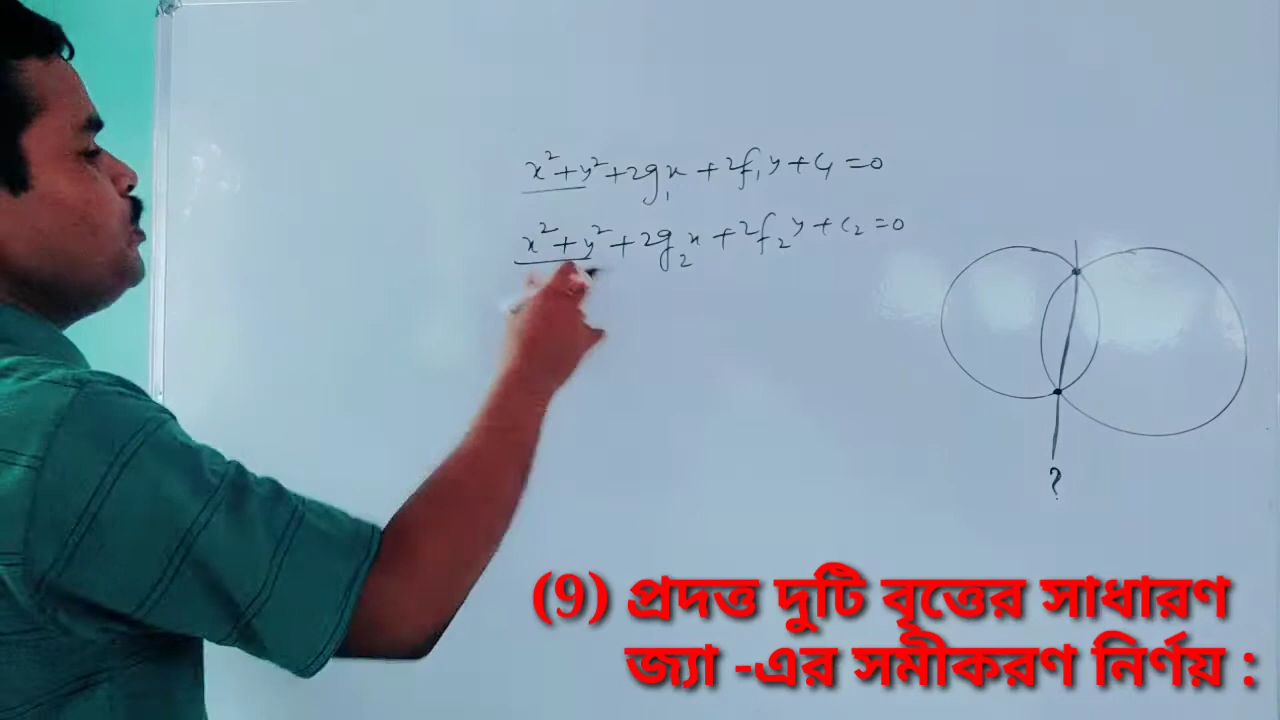 x² + y² + 2g₁x + 2f₁y + c₁ = 0
x² + y² + 2g₂x + 2f₂y + c₂ = 0
?
(9) প্রদত্ত দুটি বৃত্তের সাধারণ
জ্যা -এর সমীকরণ নির্ণয় :